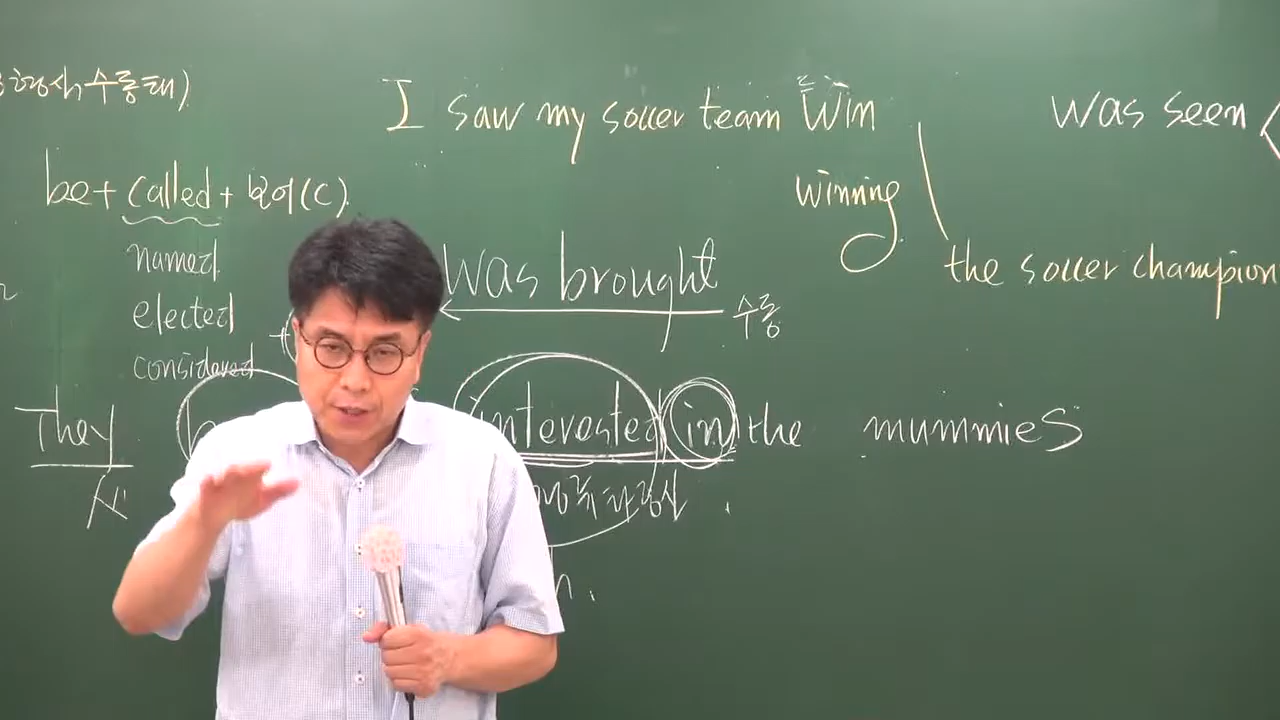 수동태)
I saw my soccer team win
was seen
be + called + 보어(C)
winning
named
was brought
the soccer champion
elected
수동
considered
They
interested in the mummies
사